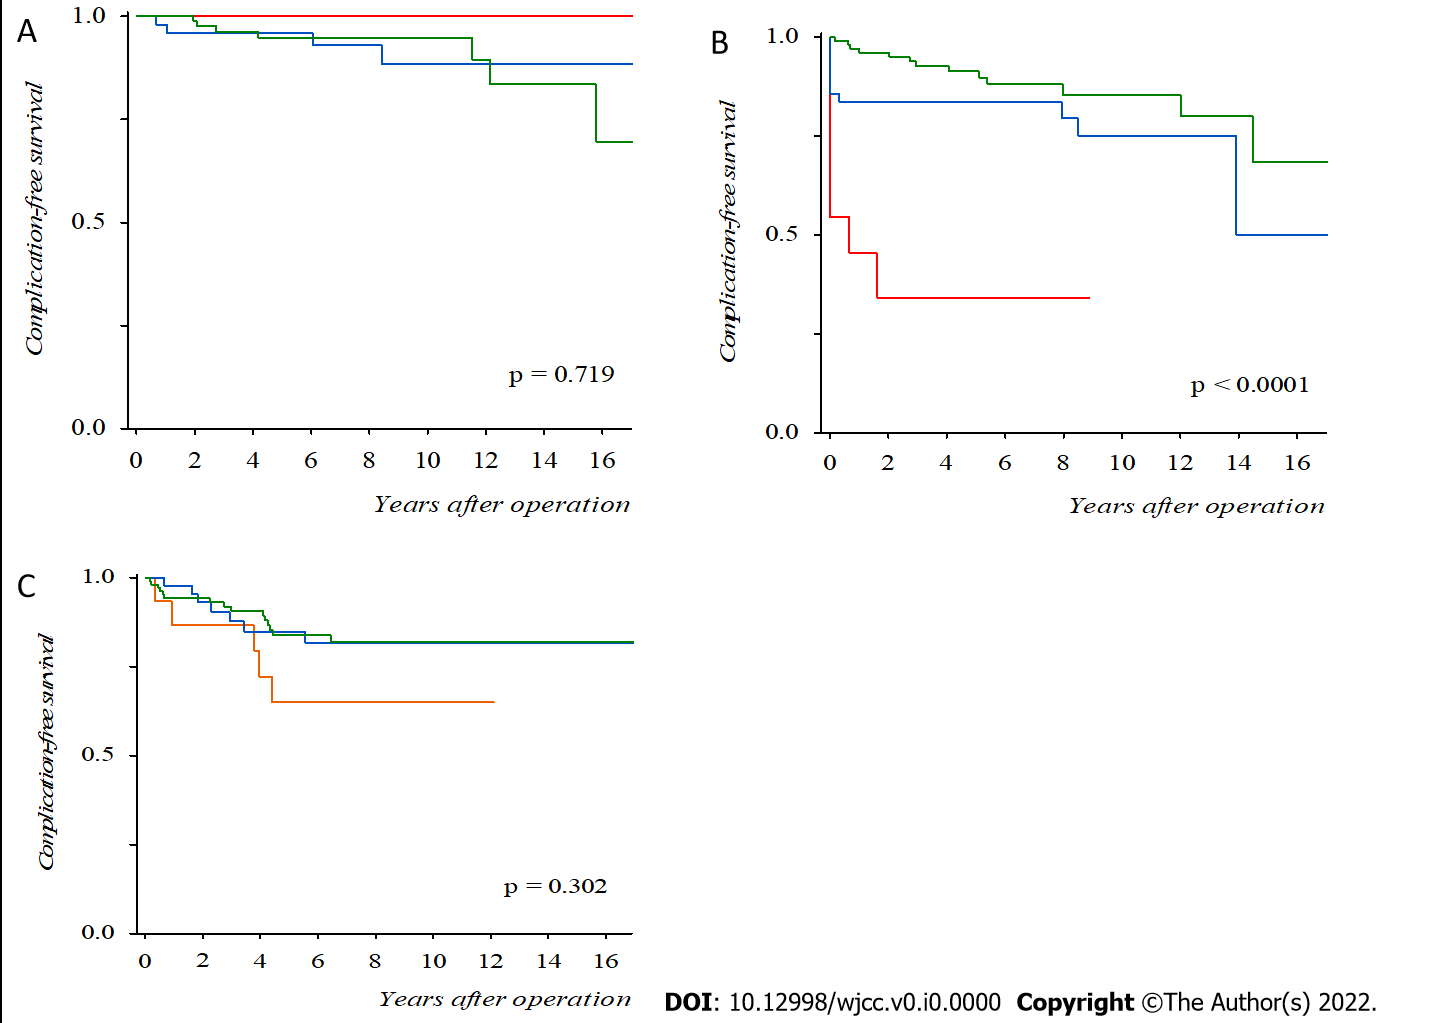 A
1.0
0.5
0.0
Complication-free survival
p = 0.719
0 2 4 6 8 10 12 14 16
Years after operation
B
1.0
0.5
0.0
Complication-free survival
p < 0.0001
0 2 4 6 8 10 12 14 16
Years after operation
C
1.0
0.5
0.0
Complication-free survival
p = 0.302
0 2 4 6 8 10 12 14 16
Years after operation
DOI: 10.12998/wjcc.v0.i0.0000 Copyright ©The Author(s) 2022.